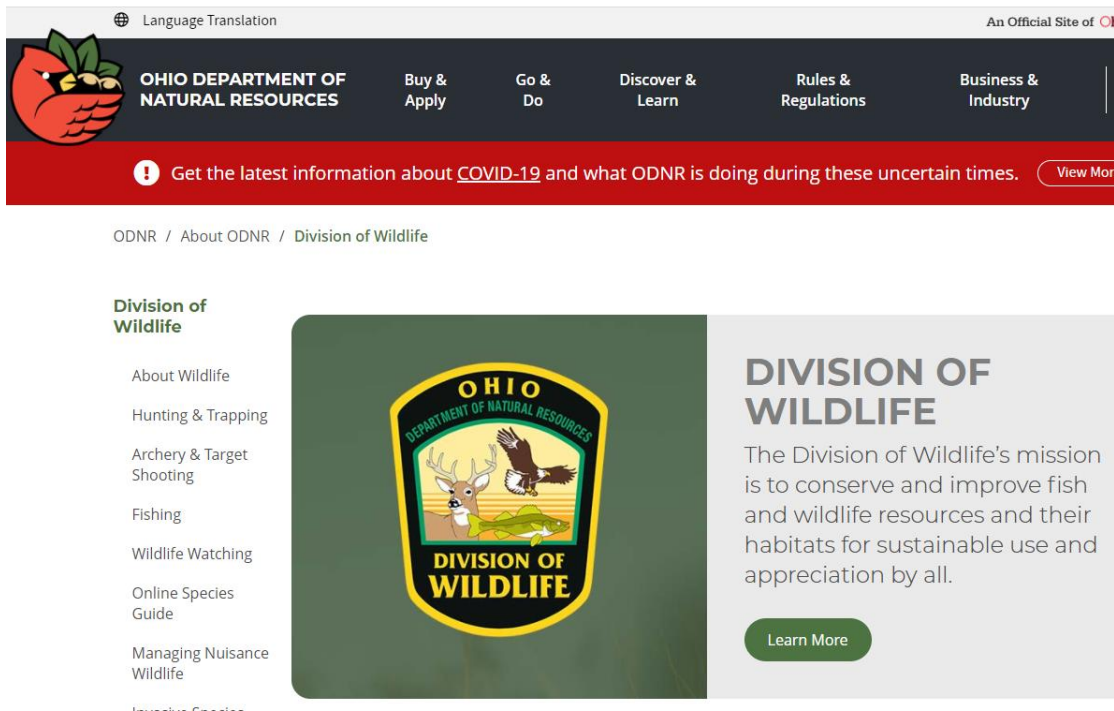 Language Translation
An Official Site of
OHIO DEPARTMENT OF
NATURAL RESOURCES
Buy &
Apply
Go &
Do
Discover &
Learn
Rules &
Regulations
Business &
Industry
Get the latest information about COVID-19 and what ODNR is doing during these uncertain times.
View Mor
ODNR / About ODNR / Division of Wildlife
Division of
Wildlife
About Wildlife
Hunting & Trapping
Archery & Target
Shooting
Fishing
Wildlife Watching
Online Species
Guide
Managing Nuisance
Wildlife
Invasive Species
OHIO
DEPARTMENT OF NATURAL RESOURCES
DIVISION OF
WILDLIFE
DIVISION OF
WILDLIFE
The Division of Wildlife's mission
is to conserve and improve fish
and wildlife resources and their
habitats for sustainable use and
appreciation by all.
Learn More